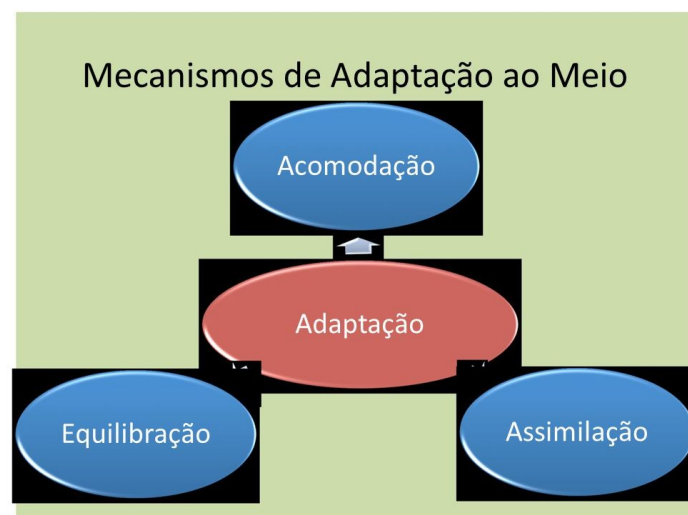 Mecanismos de Adaptação ao Meio
Acomodação
Adaptação
Equilibração
Assimilação